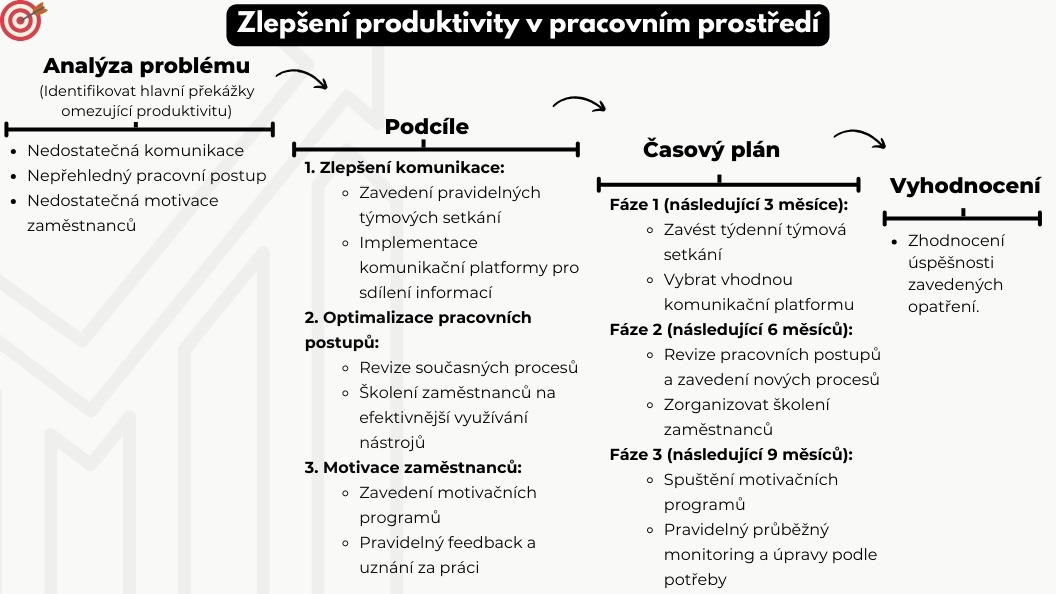 Zlepšení produktivity v pracovním prostředí
Analýza problému
(Identifikovat hlavní překážky
omezující produktivitu)
• Nedostatečná komunikace
• Nepřehledný pracovní postup
• Nedostatečná motivace
zaměstnanců
Podcíle
1. Zlepšení komunikace:
◦ Zavedení pravidelných
týmových setkání
◦ Implementace
komunikační platformy pro
sdílení informací
2. Optimalizace pracovních
postupů:
◦ Revize současných procesů
◦ Školení zaměstnanců na
efektivnější využívání
nástrojů
3. Motivace zaměstnanců:
◦ Zavedení motivačních
programů
◦ Pravidelný feedback a
uznání za práci
Časový plán
Fáze 1 (následující 3 měsíce):
◦ Zavést týdenní týmová
setkání
◦ Vybrat vhodnou
komunikační platformu
Fáze 2 (následující 6 měsíců):
◦ Revize pracovních postupů
a zavedení nových procesů
◦ Zorganizovat školení
zaměstnanců
Fáze 3 (následující 9 měsíců):
◦ Spuštění motivačních
programů
◦ Pravidelný průběžný
monitoring a úpravy podle
potřeby
Vyhodnocení
• Zhodnocení
úspěšnosti
zavedených
opatření.